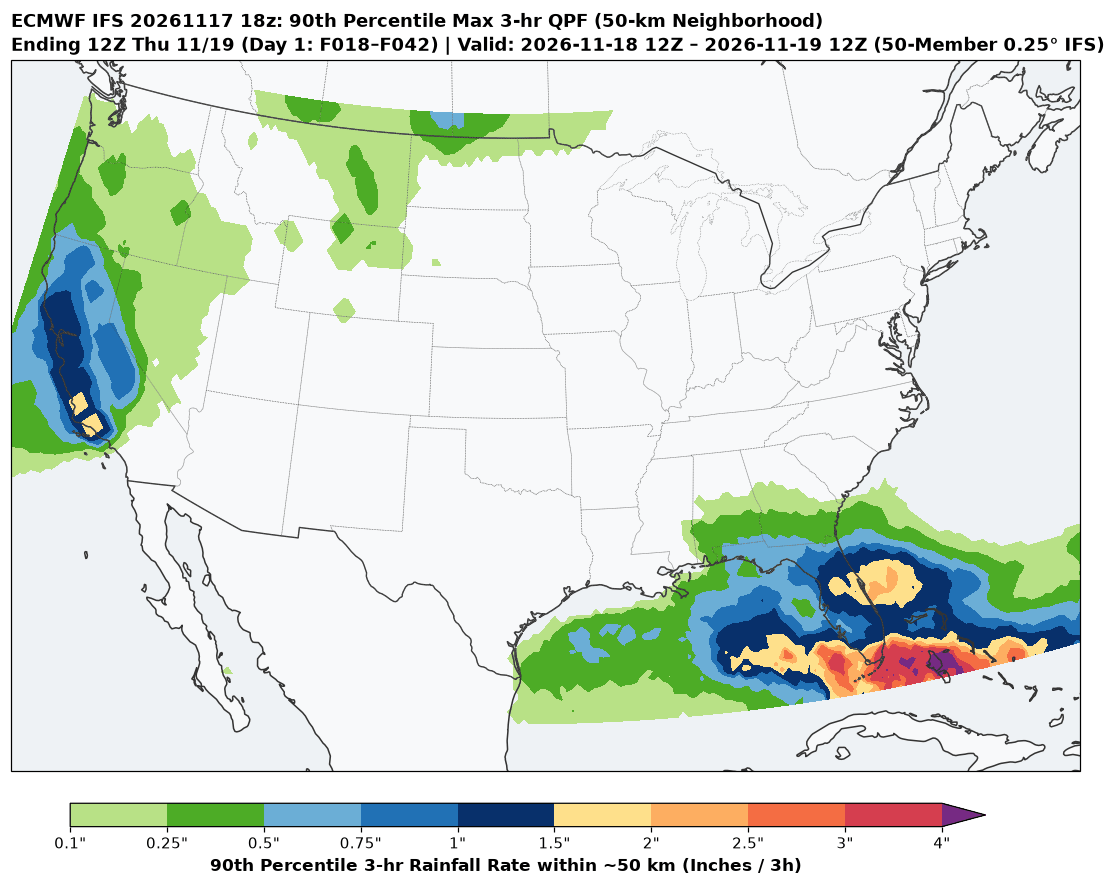 ECMWF IFS 20261117 18z: 90th Percentile Max 3-hr QPF (50-km Neighborhood)
Ending 12Z Thu 11/19 (Day 1: F018–F042) | Valid: 2026-11-18 12Z – 2026-11-19 12Z (50-Member 0.25° IFS)
0.1" 0.25" 0.5" 0.75" 1" 1.5" 2" 2.5" 3" 4"
90th Percentile 3-hr Rainfall Rate within ~50 km (Inches / 3h)